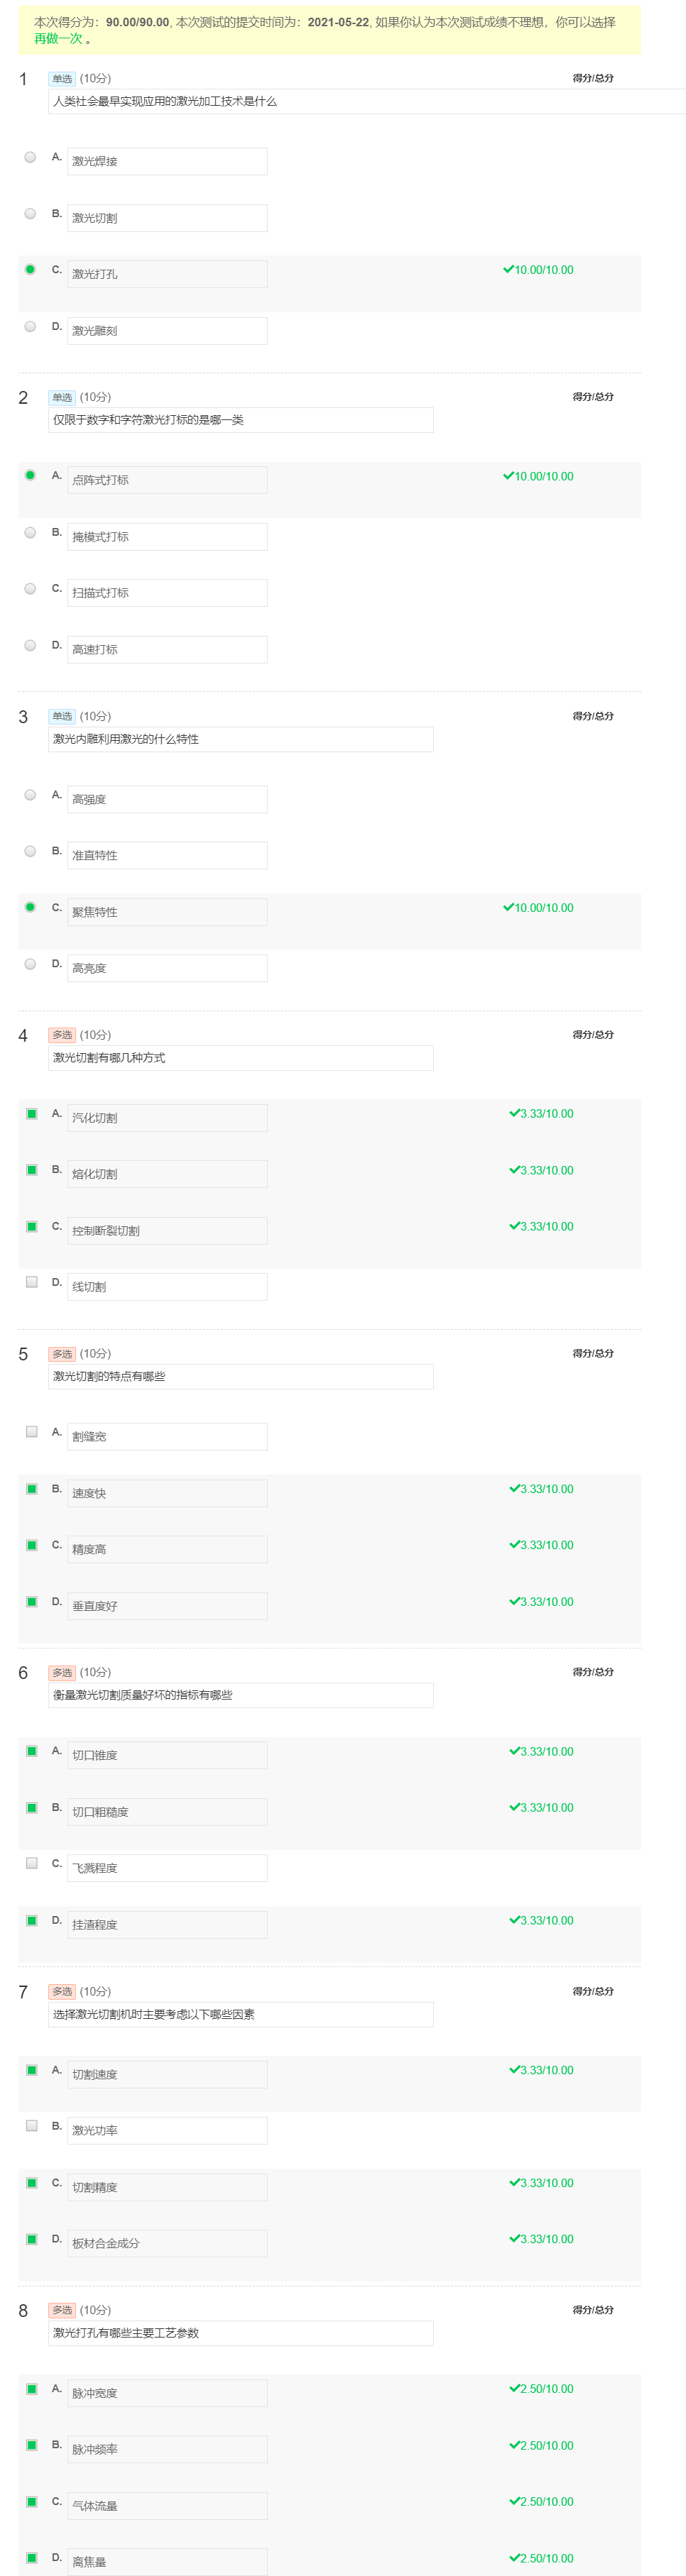 本次得分为：90.00/90.00, 本次测试的提交时间为：2021-05-22, 如果你认为本次测试成绩不理想，你可以选择
再做一次 。
1 单选 (10分) 得分/总分
人类社会最早实现应用的激光加工技术是什么
A. 激光焊接
B. 激光切割
C. 激光打孔 10.00/10.00
D. 激光雕刻
2 单选 (10分) 得分/总分
仅限于数字和字符激光打标的是哪一类
A. 点阵式打标 10.00/10.00
B. 掩模式打标
C. 扫描式打标
D. 高速打标
3 单选 (10分) 得分/总分
激光内雕利用激光的什么特性
A. 高强度
B. 准直特性
C. 聚焦特性 10.00/10.00
D. 高亮度
4 多选 (10分) 得分/总分
激光切割有哪几种方式
A. 汽化切割 3.33/10.00
B. 熔化切割 3.33/10.00
C. 控制断裂切割 3.33/10.00
D. 线切割
5 多选 (10分) 得分/总分
激光切割的特点有哪些
A. 割缝宽
B. 速度快 3.33/10.00
C. 精度高 3.33/10.00
D. 垂直度好 3.33/10.00
6 多选 (10分) 得分/总分
衡量激光切割质量好坏的指标有哪些
A. 切口锥度 3.33/10.00
B. 切口粗糙度 3.33/10.00
C. 飞溅程度
D. 挂渣程度 3.33/10.00
7 多选 (10分) 得分/总分
选择激光切割机时主要考虑以下哪些因素
A. 切割速度 3.33/10.00
B. 激光功率
C. 切割精度 3.33/10.00
D. 板材合金成分 3.33/10.00
8 多选 (10分) 得分/总分
激光打孔有哪些主要工艺参数
A. 脉冲宽度 2.50/10.00
B. 脉冲频率 2.50/10.00
C. 气体流量 2.50/10.00
D. 离焦量 2.50/10.00